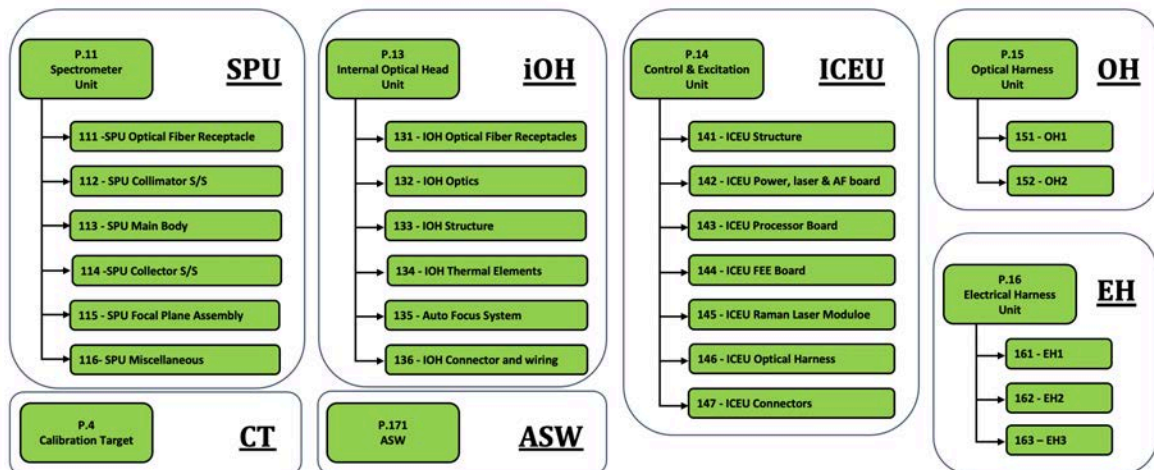 P.11
Spectrometer
Unit
SPU
111 -SPU Optical Fiber Receptacle
112 - SPU Collimator S/S
113 - SPU Main Body
114 -SPU Collector S/S
115 - SPU Focal Plane Assembly
116- SPU Miscellaneous
P.13
Internal Optical Head
Unit
iOH
131 - IOH Optical Fiber Receptacles
132 - IOH Optics
133 - IOH Structure
134 - IOH Thermal Elements
135 - Auto Focus System
136 - IOH Connector and wiring
P.14
Control & Excitation
Unit
ICEU
141 - ICEU Structure
142 - ICEU Power, laser & AF board
143 - ICEU Processor Board
144 - ICEU FEE Board
145 - ICEU Raman Laser Moduloe
146 - ICEU Optical Harness
147 - ICEU Connectors
P.15
Optical Harness
Unit
OH
151 - OH1
152 - OH2
P.16
Electrical Harness
Unit
EH
161 - EH1
162 - EH2
163 – EH3
P.4
Calibration Target
CT
P.171
ASW
ASW